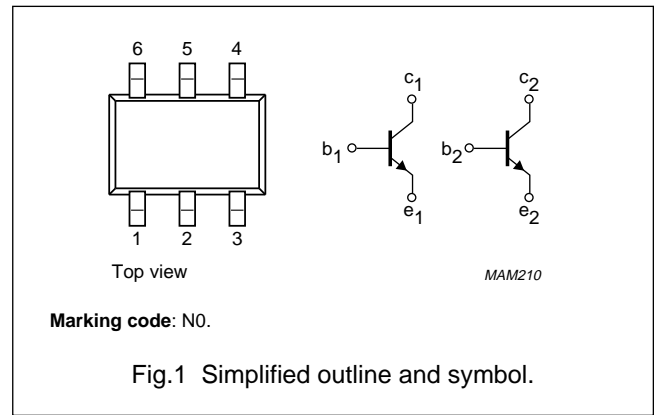 6 5 4
1 2 3
Top view
c1 c2
b1 b2
e1 e2
MAM210
Marking code: N0.
Fig.1 Simplified outline and symbol.